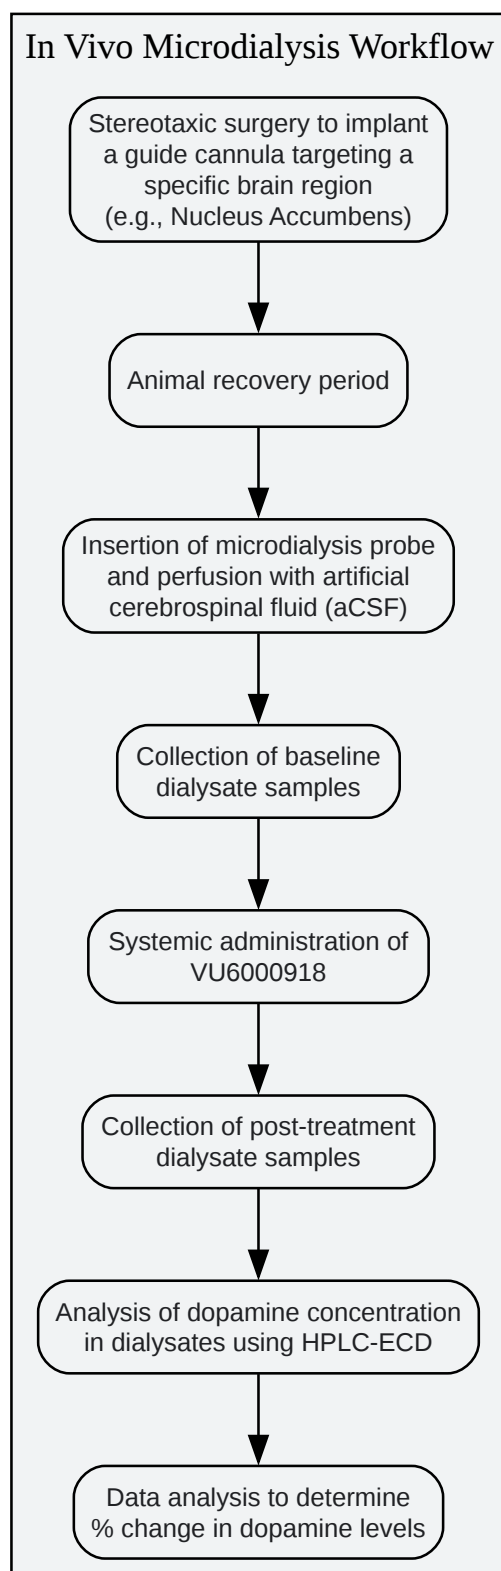 In Vivo Microdialysis Workflow
Stereotaxic surgery to implant
a guide cannula targeting a
specific brain region
(e.g., Nucleus Accumbens)
Animal recovery period
Insertion of microdialysis probe
and perfusion with artificial
cerebrospinal fluid (aCSF)
Collection of baseline
dialysate samples
Systemic administration of
VU6000918
Collection of post-treatment
dialysate samples
Analysis of dopamine concentration
in dialysates using HPLC-ECD
Data analysis to determine
% change in dopamine levels